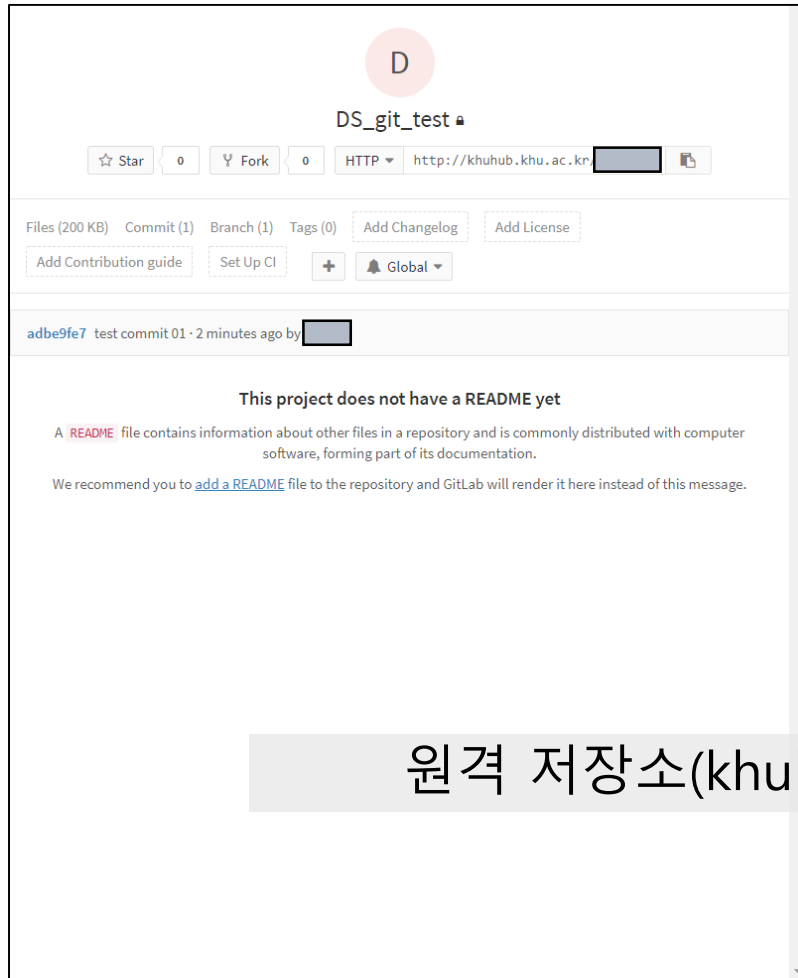 D
DS_git_test
Star 0 Fork 0 HTTP http://khuhub.khu.ac.kr/
Files (200 KB) Commit (1) Branch (1) Tags (0) Add Changelog Add License
Add Contribution guide Set Up CI + Global
adbe9fe7 test commit 01 · 2 minutes ago by
This project does not have a README yet
A README file contains information about other files in a repository and is commonly distributed with computer
software, forming part of its documentation.
We recommend you to add a README file to the repository and GitLab will render it here instead of this message.
원격 저장소(khu